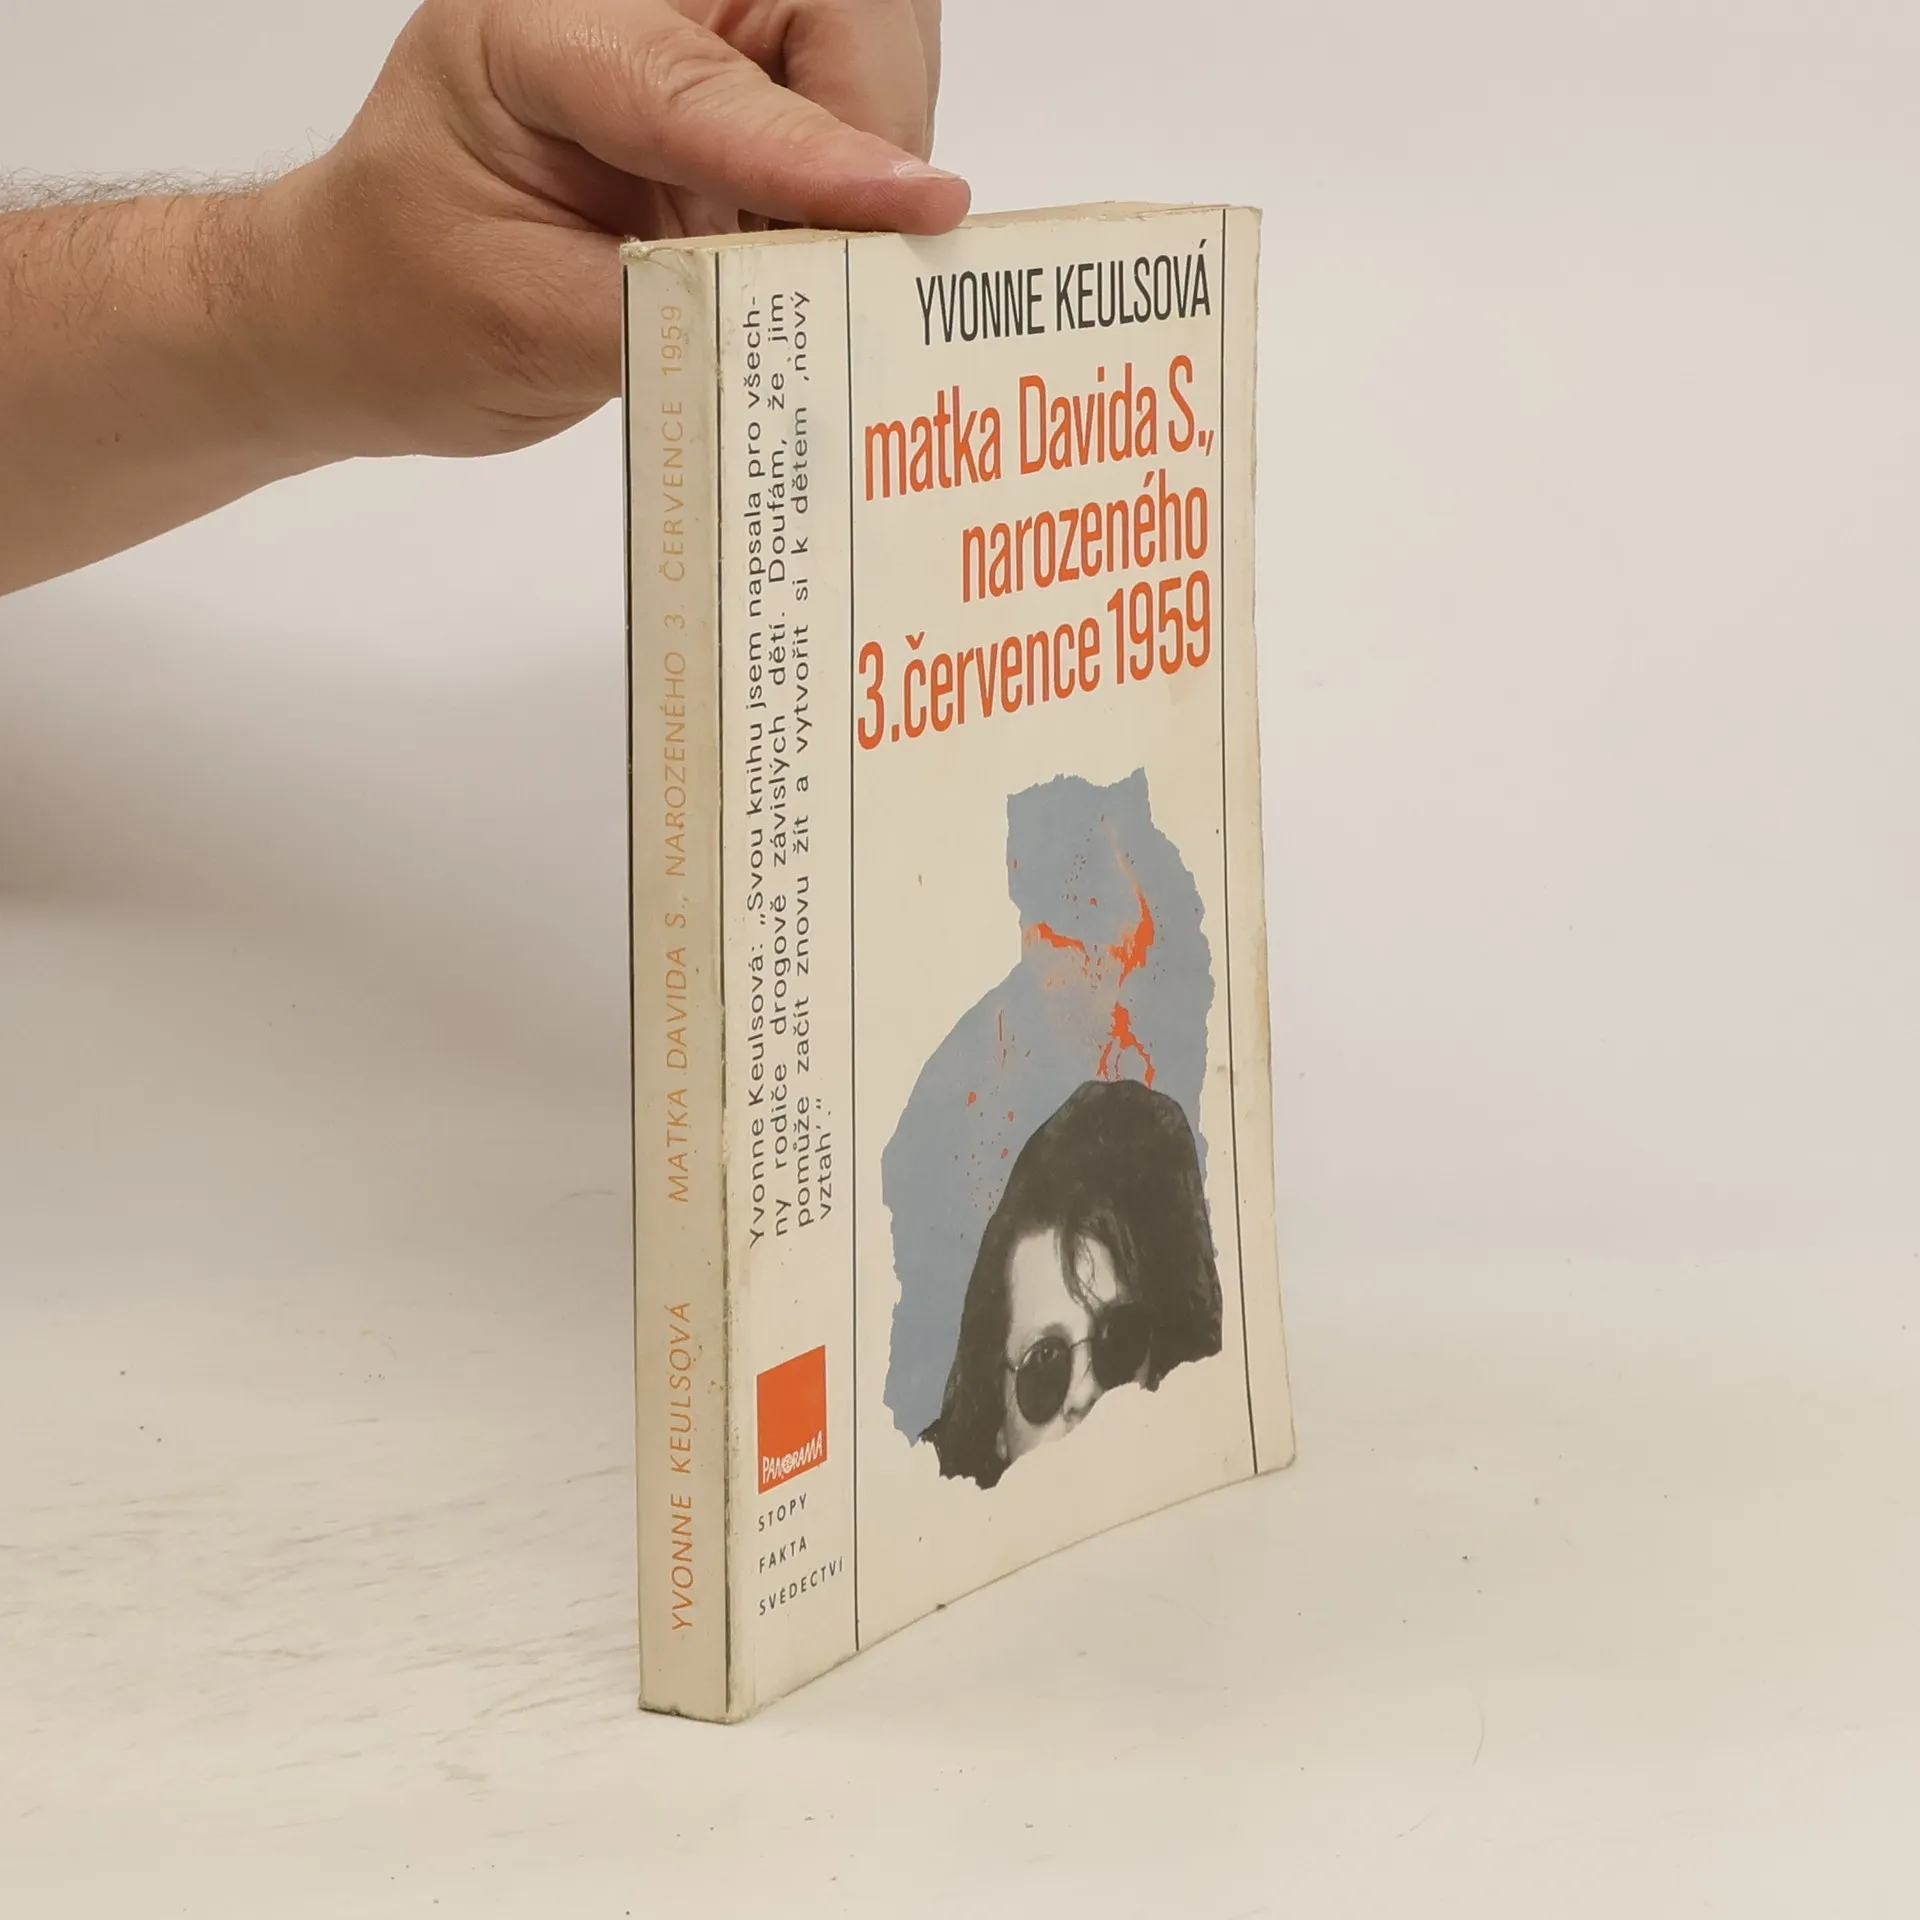 YVONNE KEULSOVÁ
matka Davida S.,
narozeného
3. července 1959
Yvonne Keulsová: „Svou knihu jsem napsala pro všech-
ny rodiče drogově závislých dětí. Doufám, že jim
pomůže začít znovu žít a vytvořit si k dětem ‚nový
vztah‘.“
PANORAMA
STOPY
FAKTA
SVĚDECTVÍ
YVONNE KEULSOVÁ MATKA DAVIDA S., NAROZENÉHO 3. ČERVENCE 1959